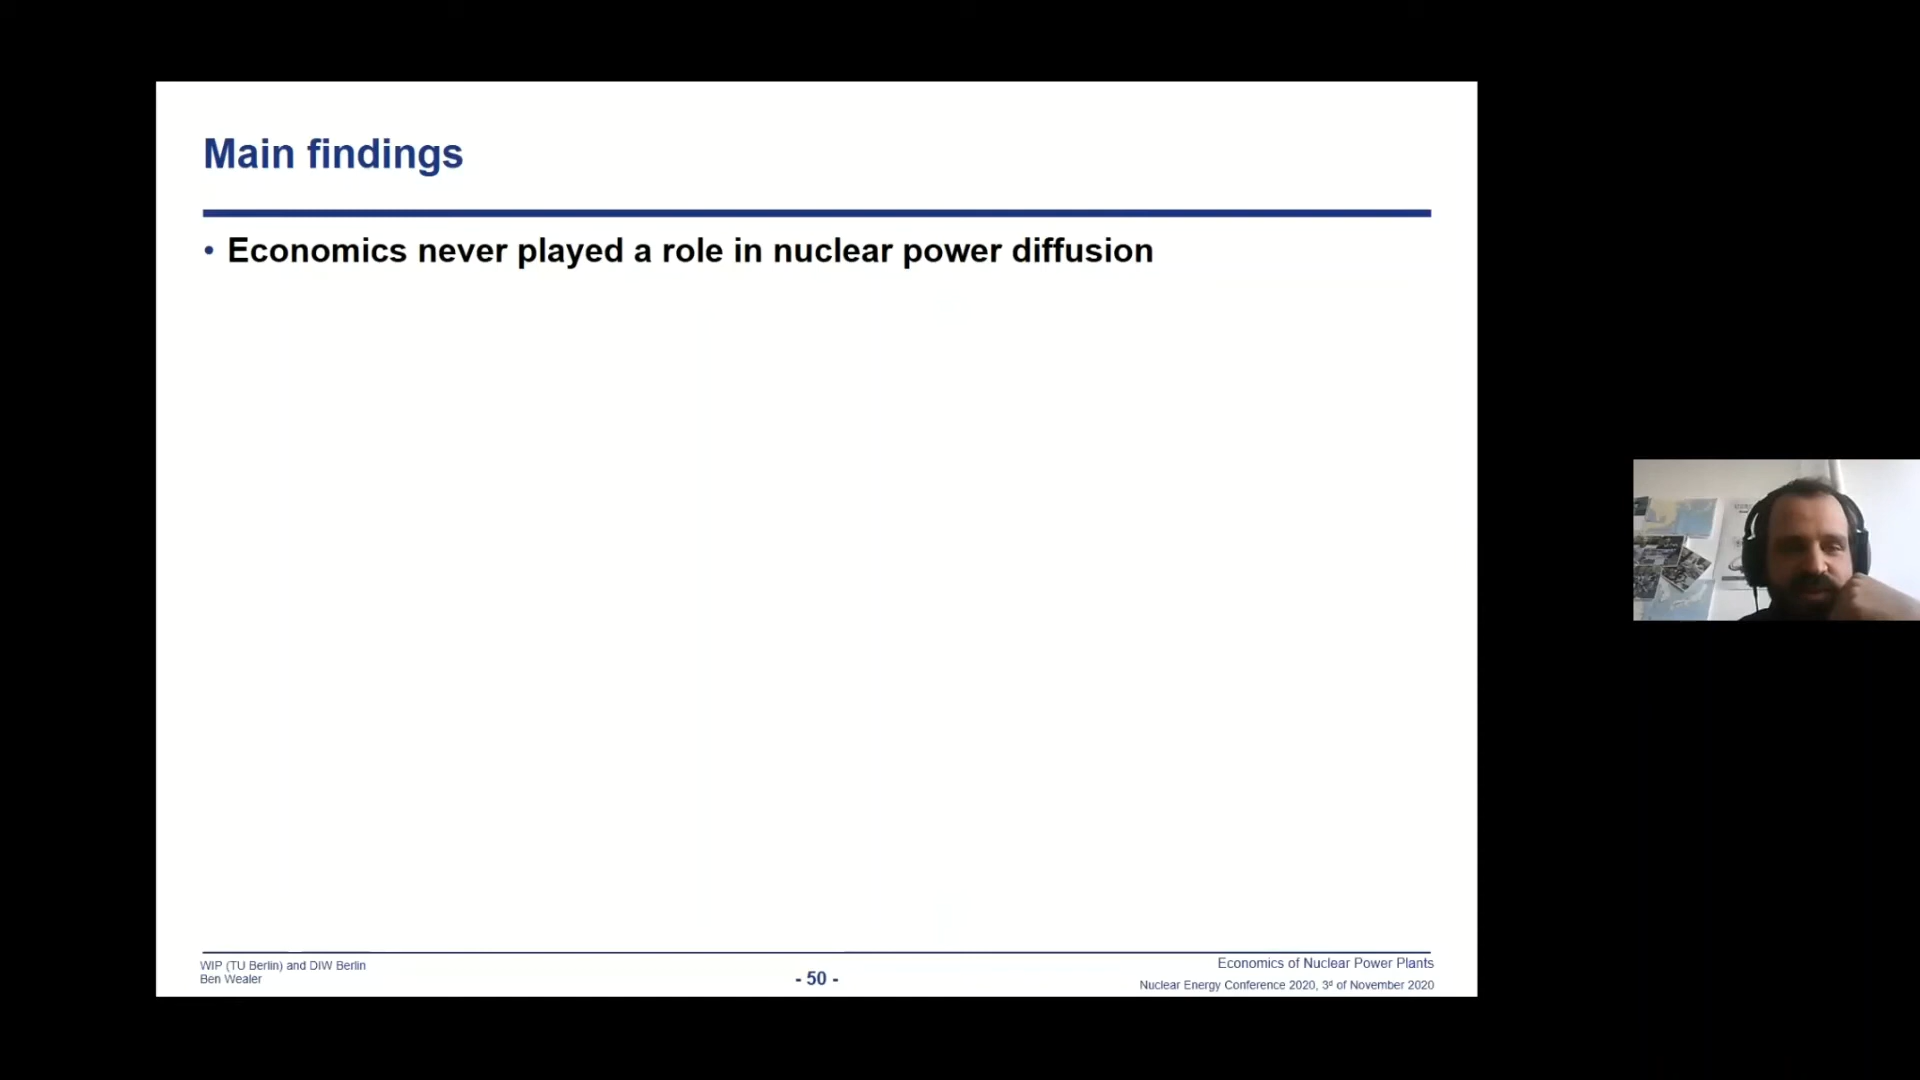 Main findings
• Economics never played a role in nuclear power diffusion
WIP (TU Berlin) and DIW Berlin
Ben Wealer
- 50 -
Economics of Nuclear Power Plants
Nuclear Energy Conference 2020, 3ᵈ of November 2020